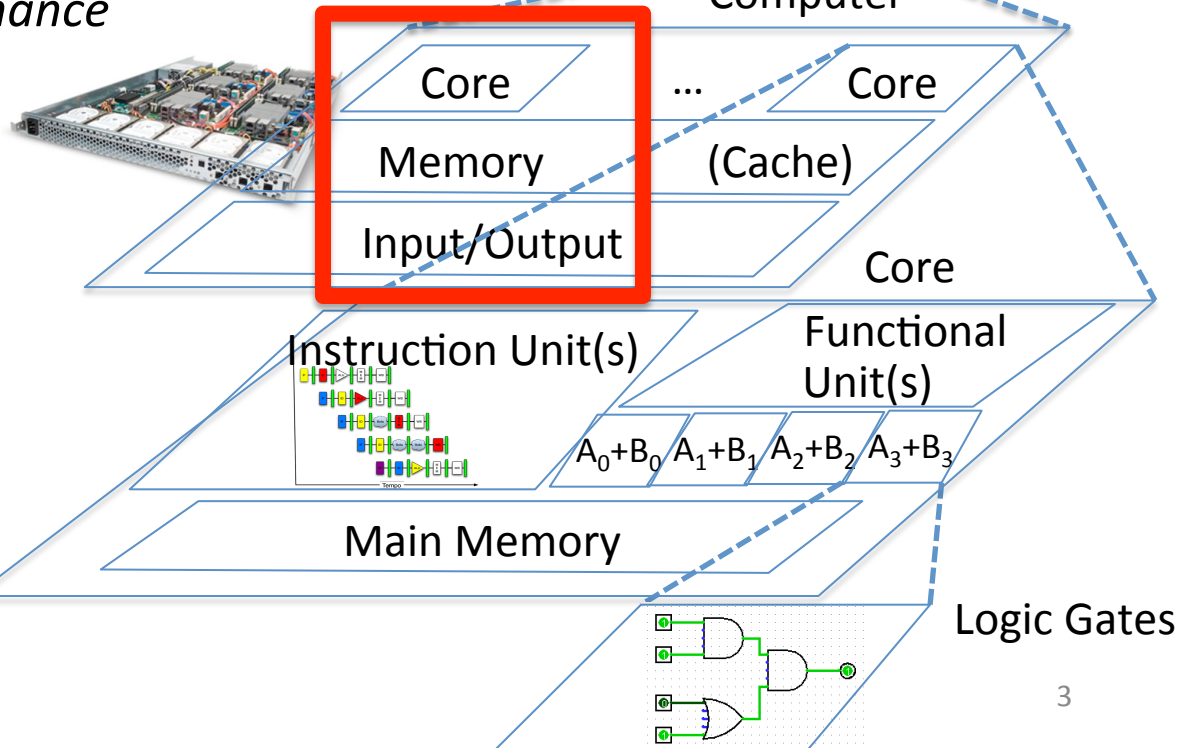 Computer
Core
…
Core
Memory
(Cache)
Input/Output
Core
Instruction Unit(s)
Functional
Unit(s)
A0+B0 A1+B1 A2+B2 A3+B3
Tempo
Main Memory
Logic Gates
3